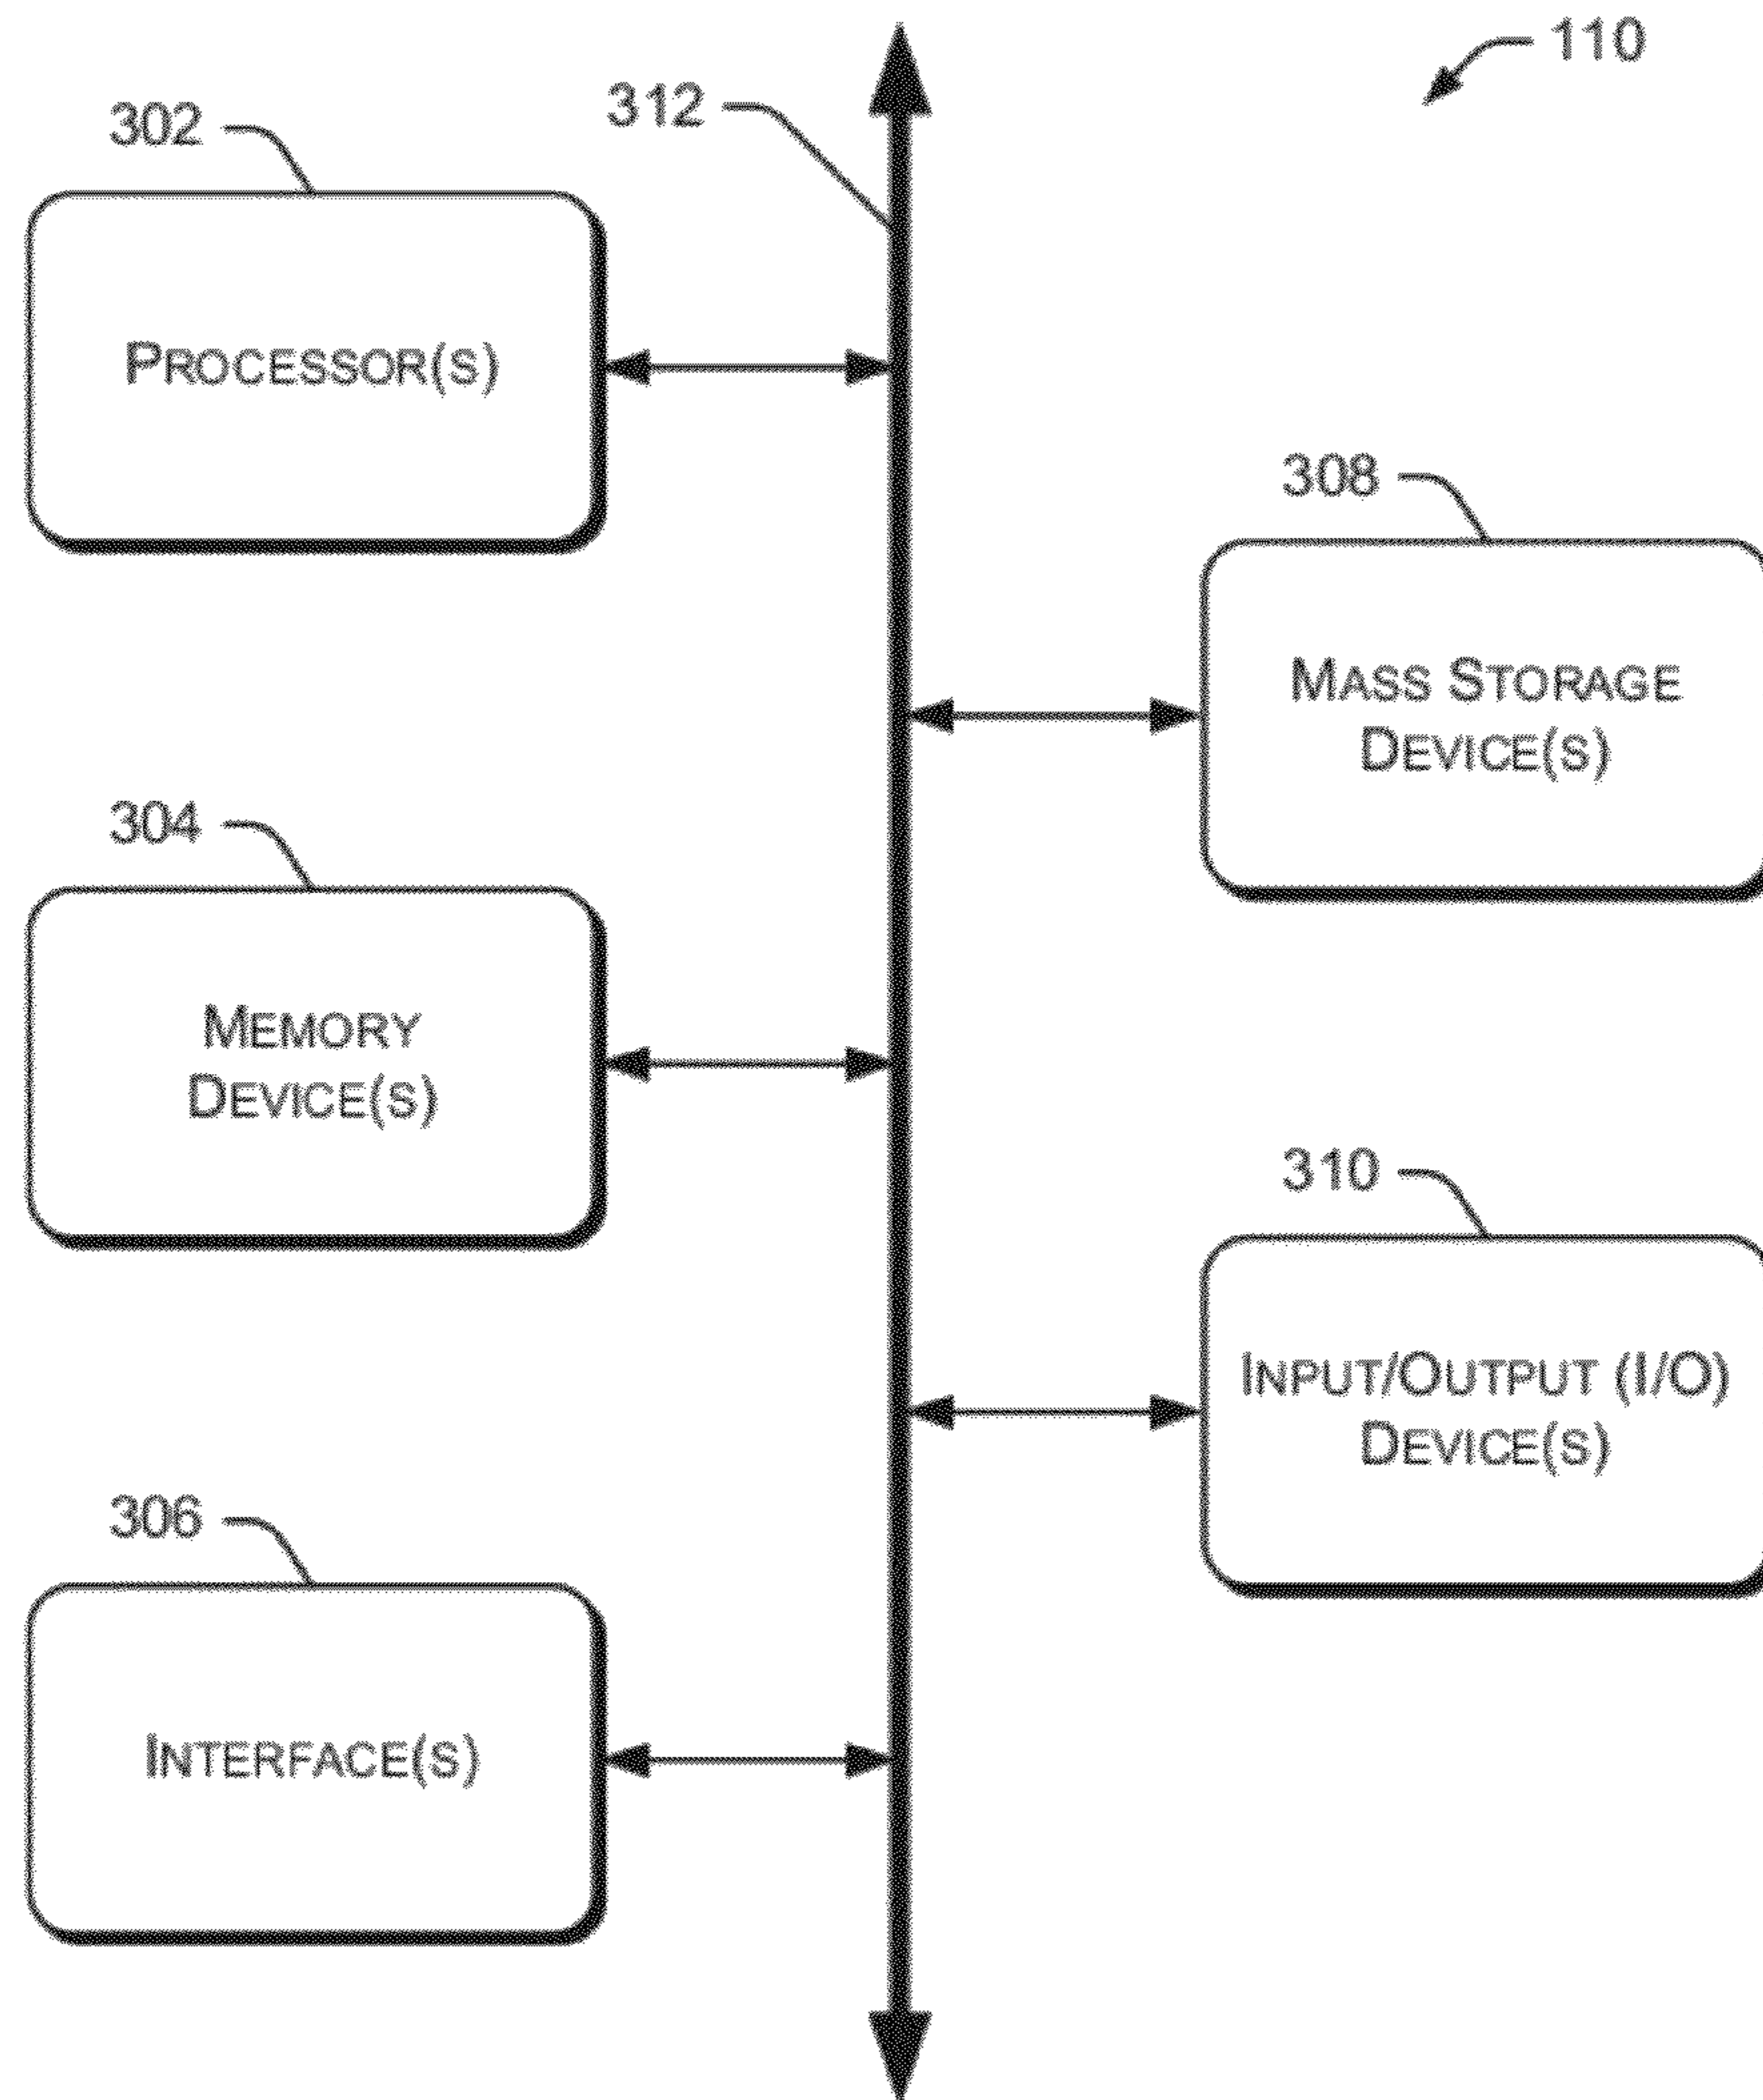 110
302
312
PROCESSOR(S)
308
MASS STORAGE
DEVICE(S)
304
MEMORY
DEVICE(S)
310
INPUT/OUTPUT (I/O)
DEVICE(S)
306
INTERFACE(S)